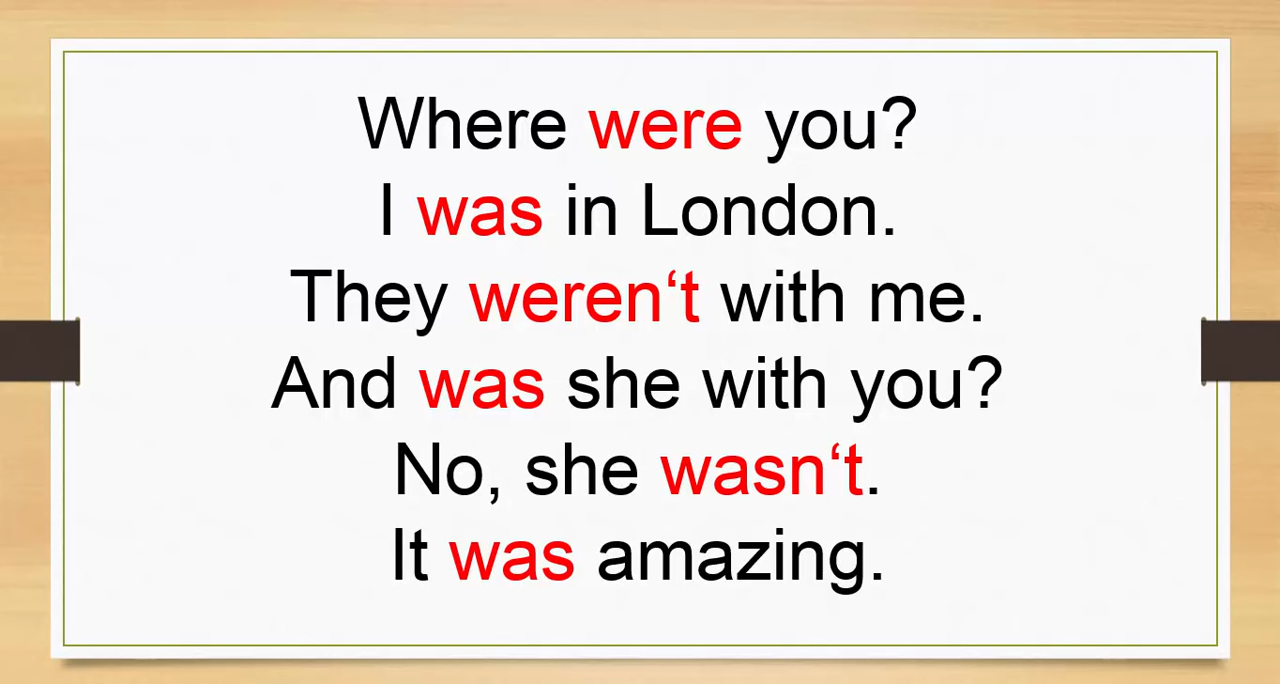 Where were you?
I was in London.
They weren‘t with me.
And was she with you?
No, she wasn‘t.
It was amazing.